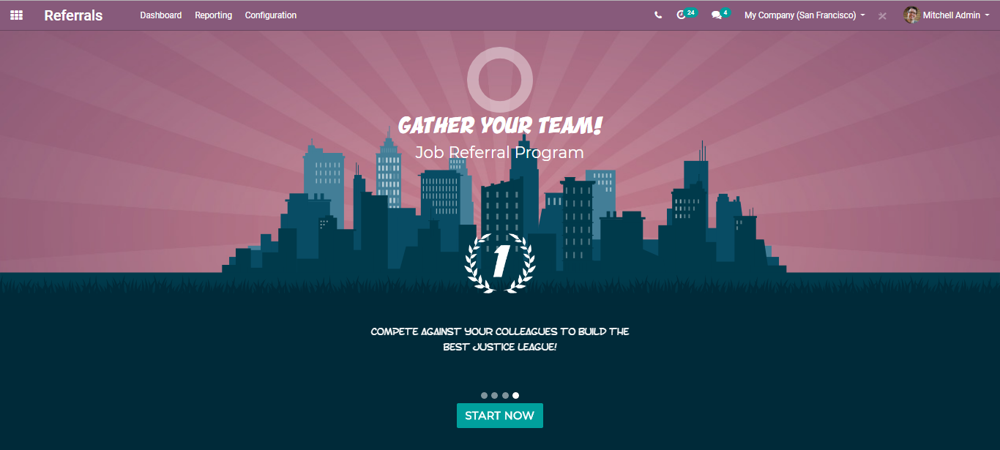 Referrals Dashboard Reporting Configuration 24 4 My Company (San Francisco) Mitchell Admin
GATHER YOUR TEAM!
Job Referral Program
1
COMPETE AGAINST YOUR COLLEAGUES TO BUILD THE
BEST JUSTICE LEAGUE!
START NOW